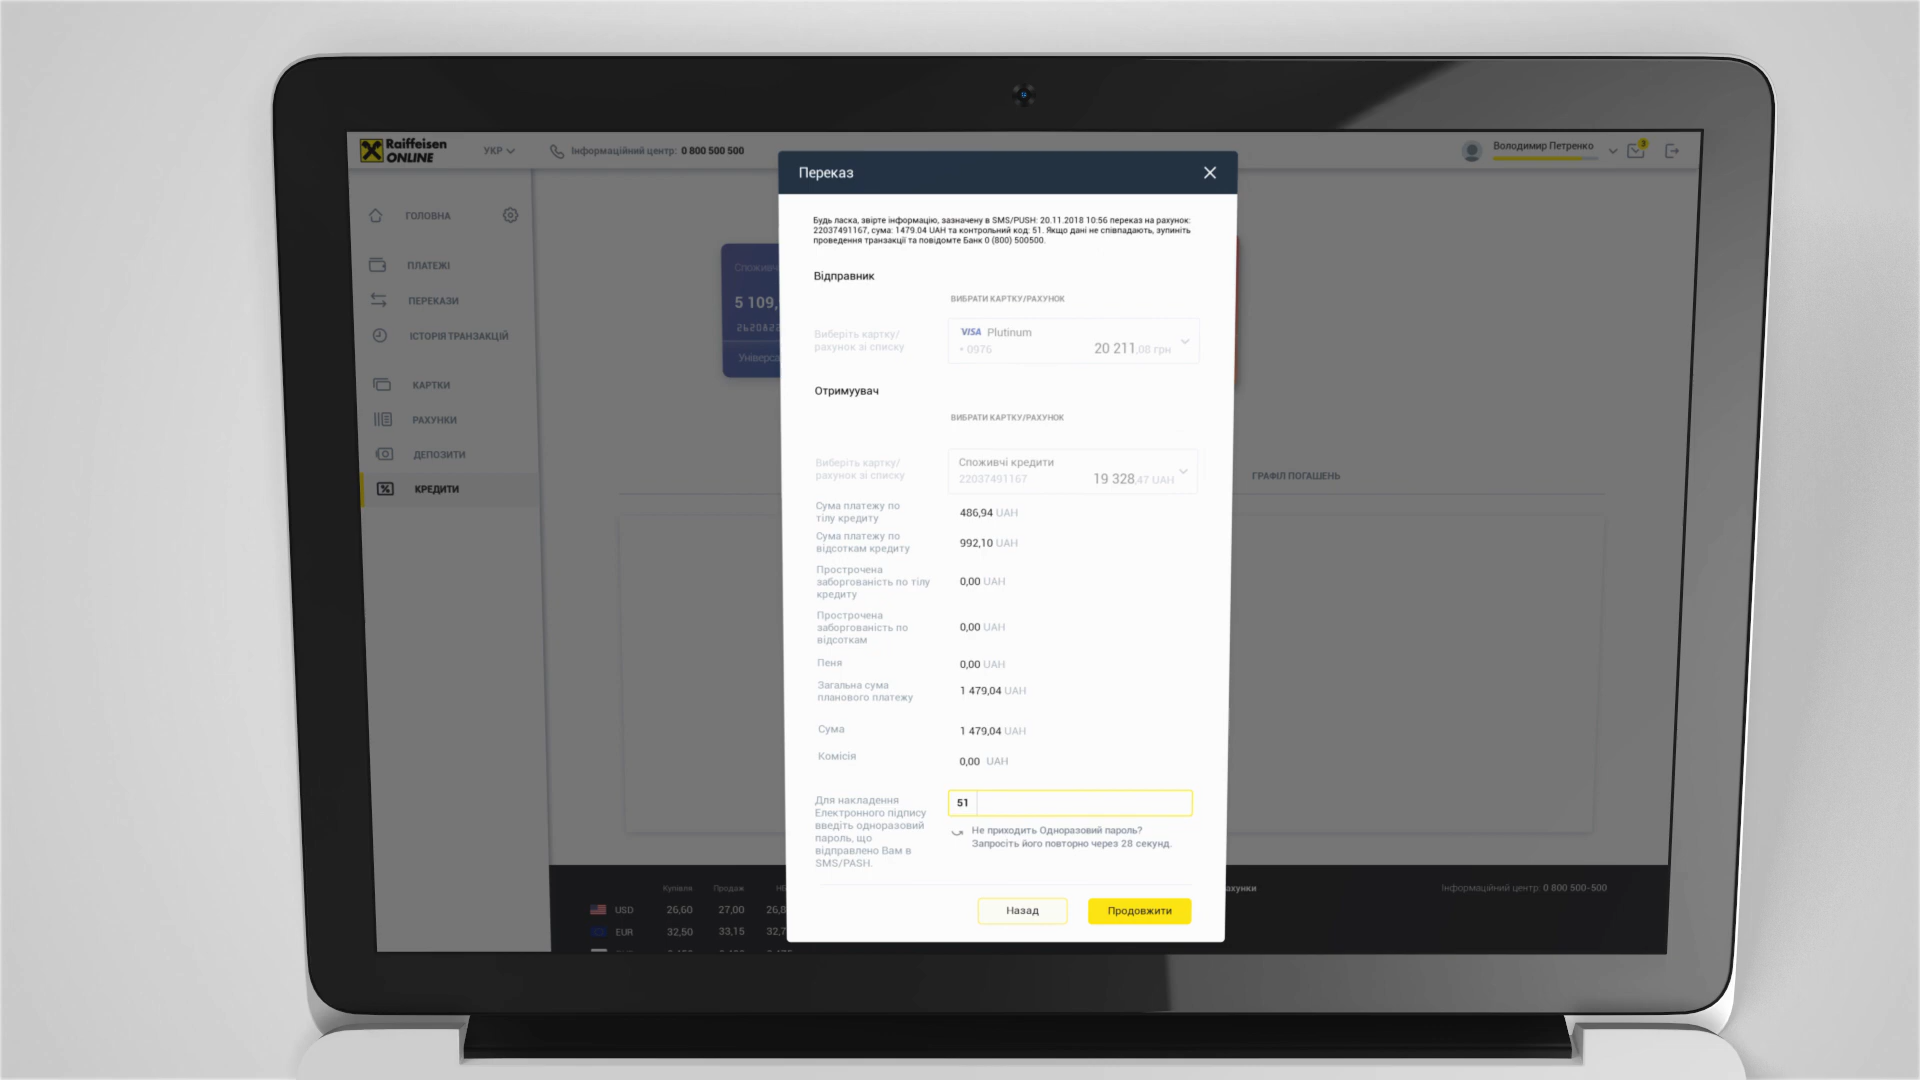 Raiffeisen
ONLINE
УКР
Інформаційний центр: 0 800 500 500
Володимир Петренко
3
ГОЛОВНА
ПЛАТЕЖІ
ПЕРЕКАЗИ
ІСТОРІЯ ТРАНЗАКЦІЙ
КАРТКИ
РАХУНКИ
ДЕПОЗИТИ
КРЕДИТИ
5 109,
Переказ
Будь ласка, звірте інформацію, зазначену в SMS/PUSH: 20.11.2018 10:56 переказ на рахунок:
22037491167, сума: 1479.04 UAH та контрольний код: 51. Якщо дані не співпадають, зупиніть
проведення транзакції та повідомте Банк 0 (800) 500500.
Відправник
ВИБРАТИ КАРТКУ/РАХУНОК
Виберіть картку/
рахунок зі списку
VISA Plutinum
• 0976
20 211,08 грн
Отримуувач
ВИБРАТИ КАРТКУ/РАХУНОК
Виберіть картку/
рахунок зі списку
Споживчі кредити
22037491167
19 328,47 UAH
Сума платежу по
тілу кредиту
486,94 UAH
Сума платежу по
відсоткам кредиту
992,10 UAH
Прострочена
заборгованість по тілу
кредиту
0,00 UAH
Прострочена
заборгованість по
відсоткам
0,00 UAH
Пеня
0,00 UAH
Загальна сума
планового платежу
1 479,04 UAH
Сума
1 479,04 UAH
Комісія
0,00 UAH
Для накладення
Електронного підпису
введіть одноразовий
пароль, що
відправлено Вам в
SMS/PASH.
51
Не приходить Одноразовий пароль?
Запросіть його повторно через 28 секунд.
Назад
Продовжити
ГРАФІЛ ПОГАШЕНЬ
Купівля Продаж
USD 26,60 27,00 26,8
EUR 32,50 33,15 32,7
Інформаційний центр: 0 800 500-500